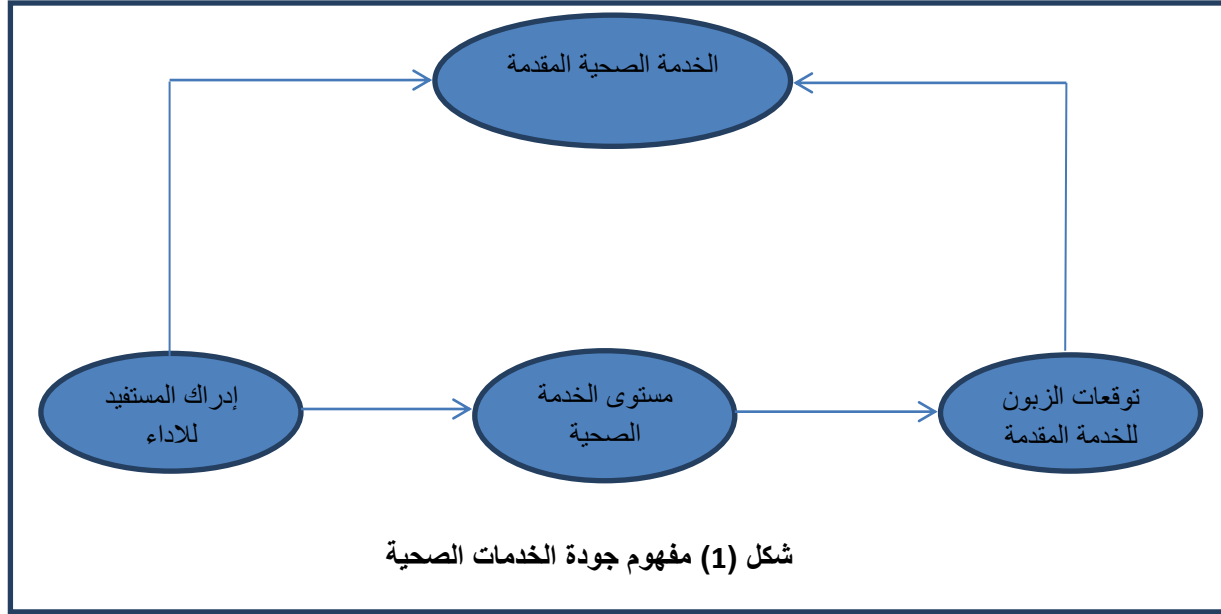 الخدمة الصحية المقدمة
توقعات الزبون
للخدمة المقدمة
مستوى الخدمة
الصحية
إدراك المستفيد
للاداء
شكل (1) مفهوم جودة الخدمات الصحية